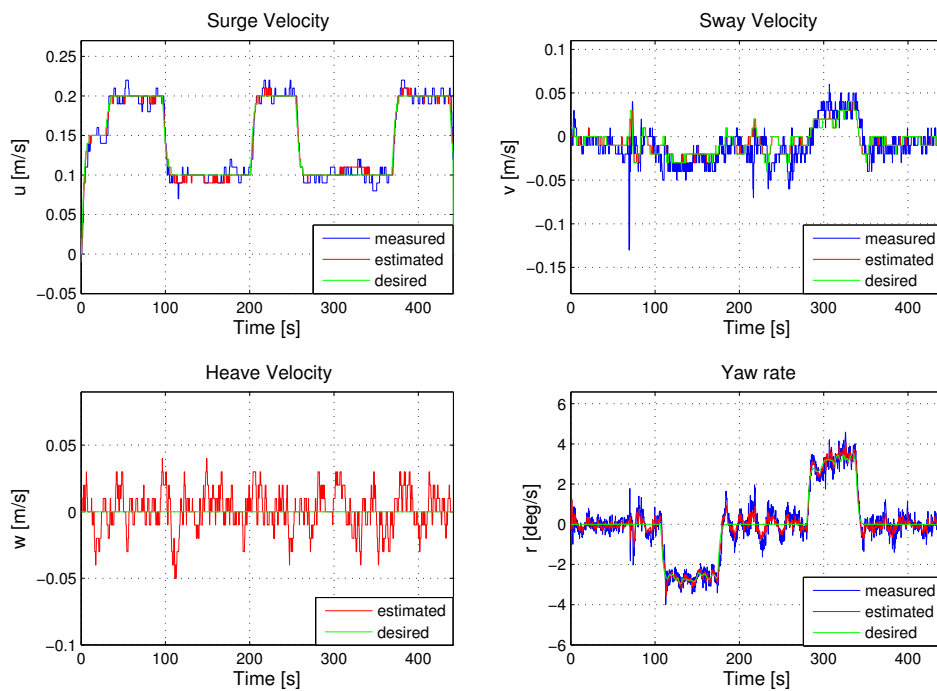 Surge Velocity
0.2
0.15
0.1
0.05
0
−0.05
u [m/s]
0 100 200 300 400
Time [s]
measured
estimated
desired
Sway Velocity
0.1
0.05
0
−0.05
−0.1
−0.15
v [m/s]
0 100 200 300 400
Time [s]
measured
estimated
desired
Heave Velocity
0.05
0
−0.05
−0.1
w [m/s]
0 100 200 300 400
Time [s]
estimated
desired
Yaw rate
6
4
2
0
−2
−4
−6
r [deg/s]
0 100 200 300 400
Time [s]
measured
estimated
desired